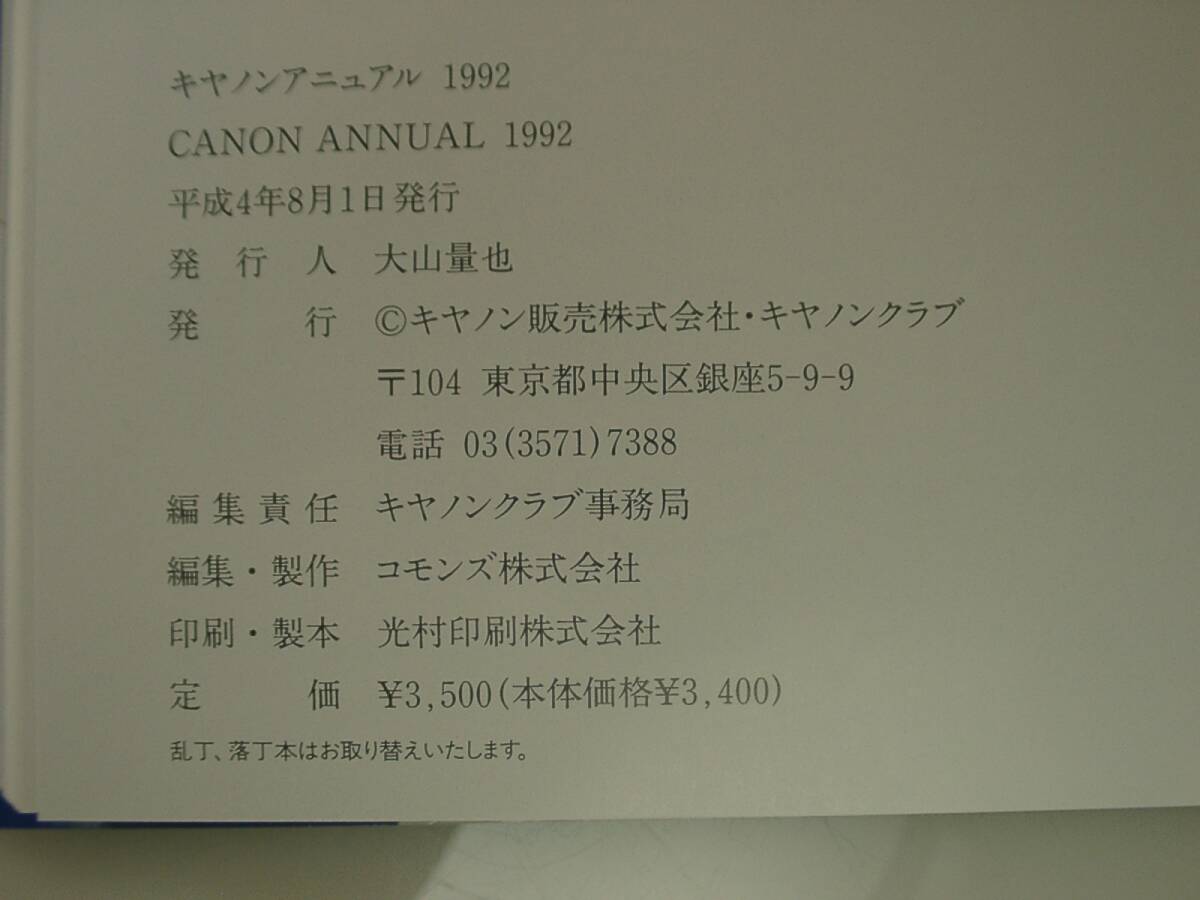 キヤノンアニュアル 1992
CANON ANNUAL 1992
平成4年8月1日発行
発行人 大山量也
発行 ©キヤノン販売株式会社・キヤノンクラブ
〒104 東京都中央区銀座5-9-9
電話 03(3571)7388
編集責任 キヤノンクラブ事務局
編集・製作 コモンズ株式会社
印刷・製本 光村印刷株式会社
定価 ¥3,500(本体価格¥3,400)
乱丁、落丁本はお取り替えいたします。